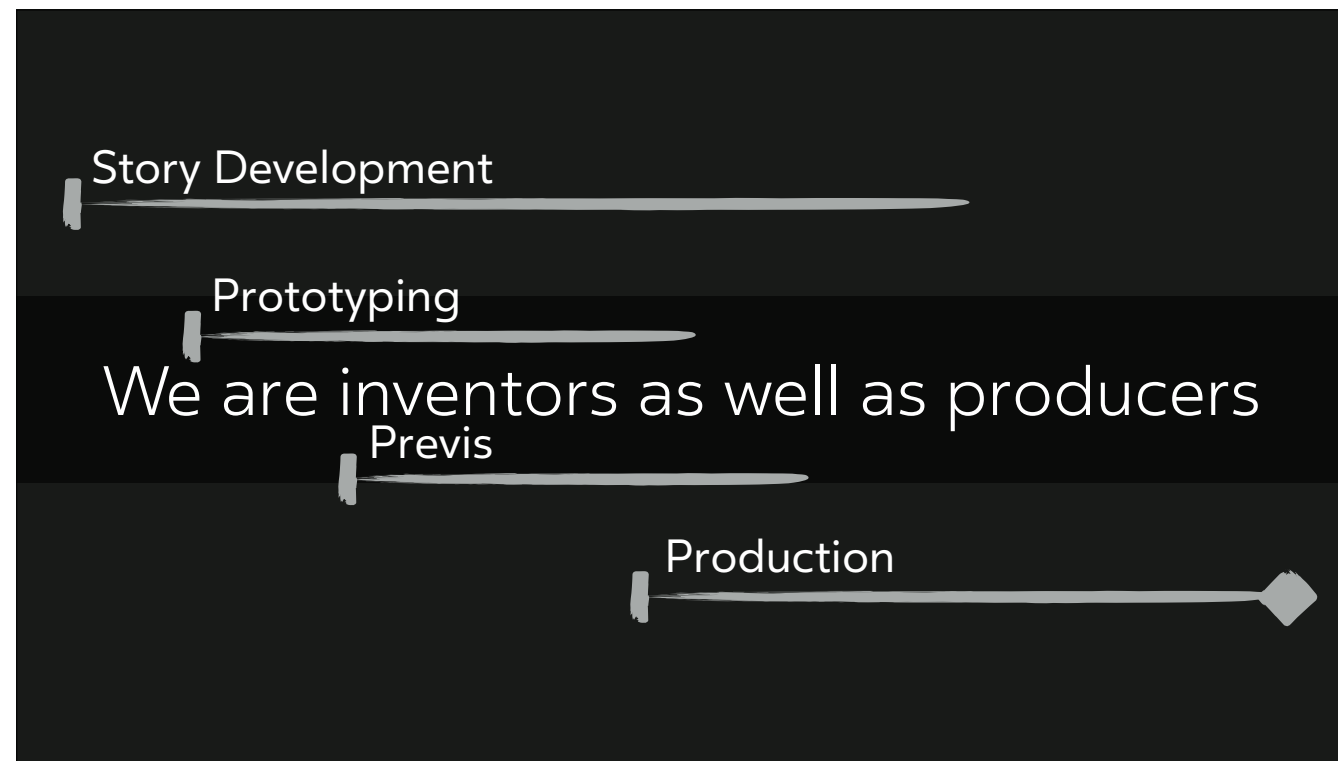 Story Development
Prototyping
We are inventors as well as producers
Previs
Production